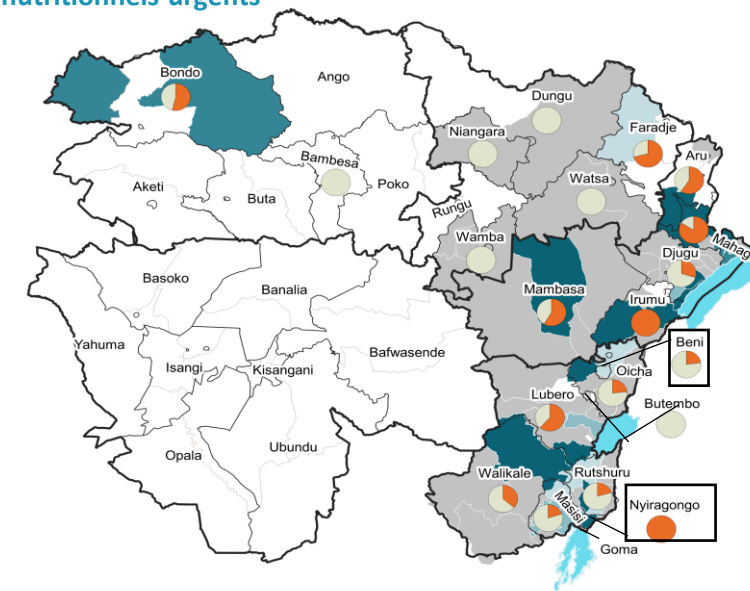 nutritionnels urgents
Bondo
Ango
Dungu
Faradje
Niangara
Aru
Bambesa
Aketi
Buta
Poko
Watsa
Rungu
Wamba
Mahag
Djugu
Basoko
Banalia
Mambasa
Irumu
Yahuma
Isangi
Kisangani
Bafwasende
Beni
Oicha
Lubero
Butembo
Opala
Ubundu
Walikale
Rutshuru
Masisi
Nyiragongo
Goma